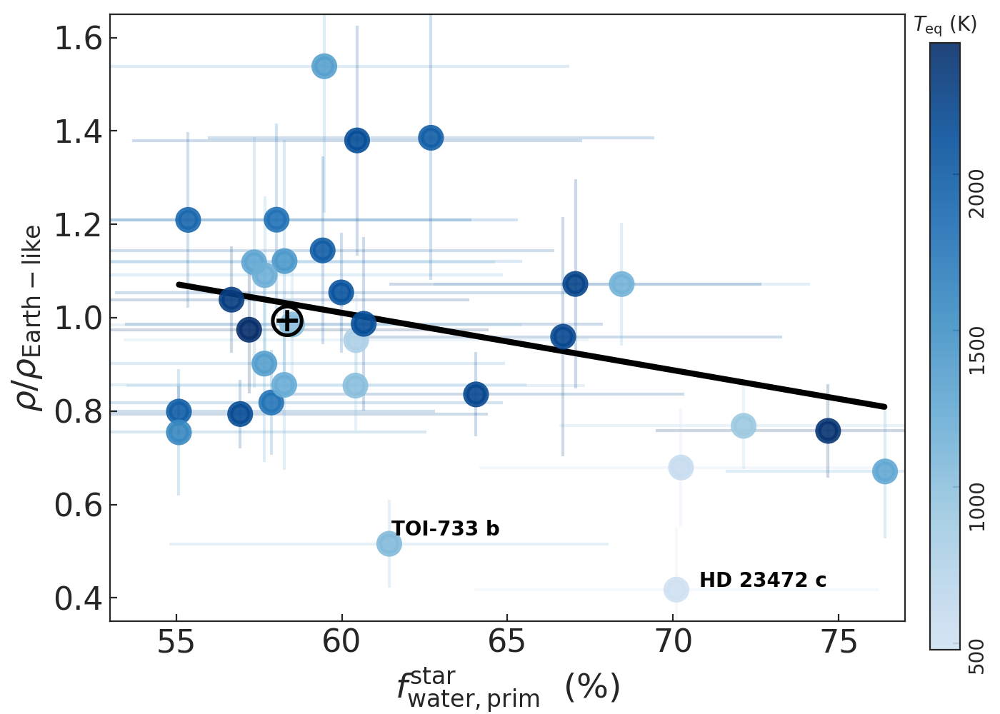 T_eq (K)
1.6
1.4
1.2
1.0
0.8
0.6
0.4
ρ/ρ_Earth−like
TOI-733 b
HD 23472 c
55 60 65 70 75
f^star_water, prim (%)
2000
1500
1000
500